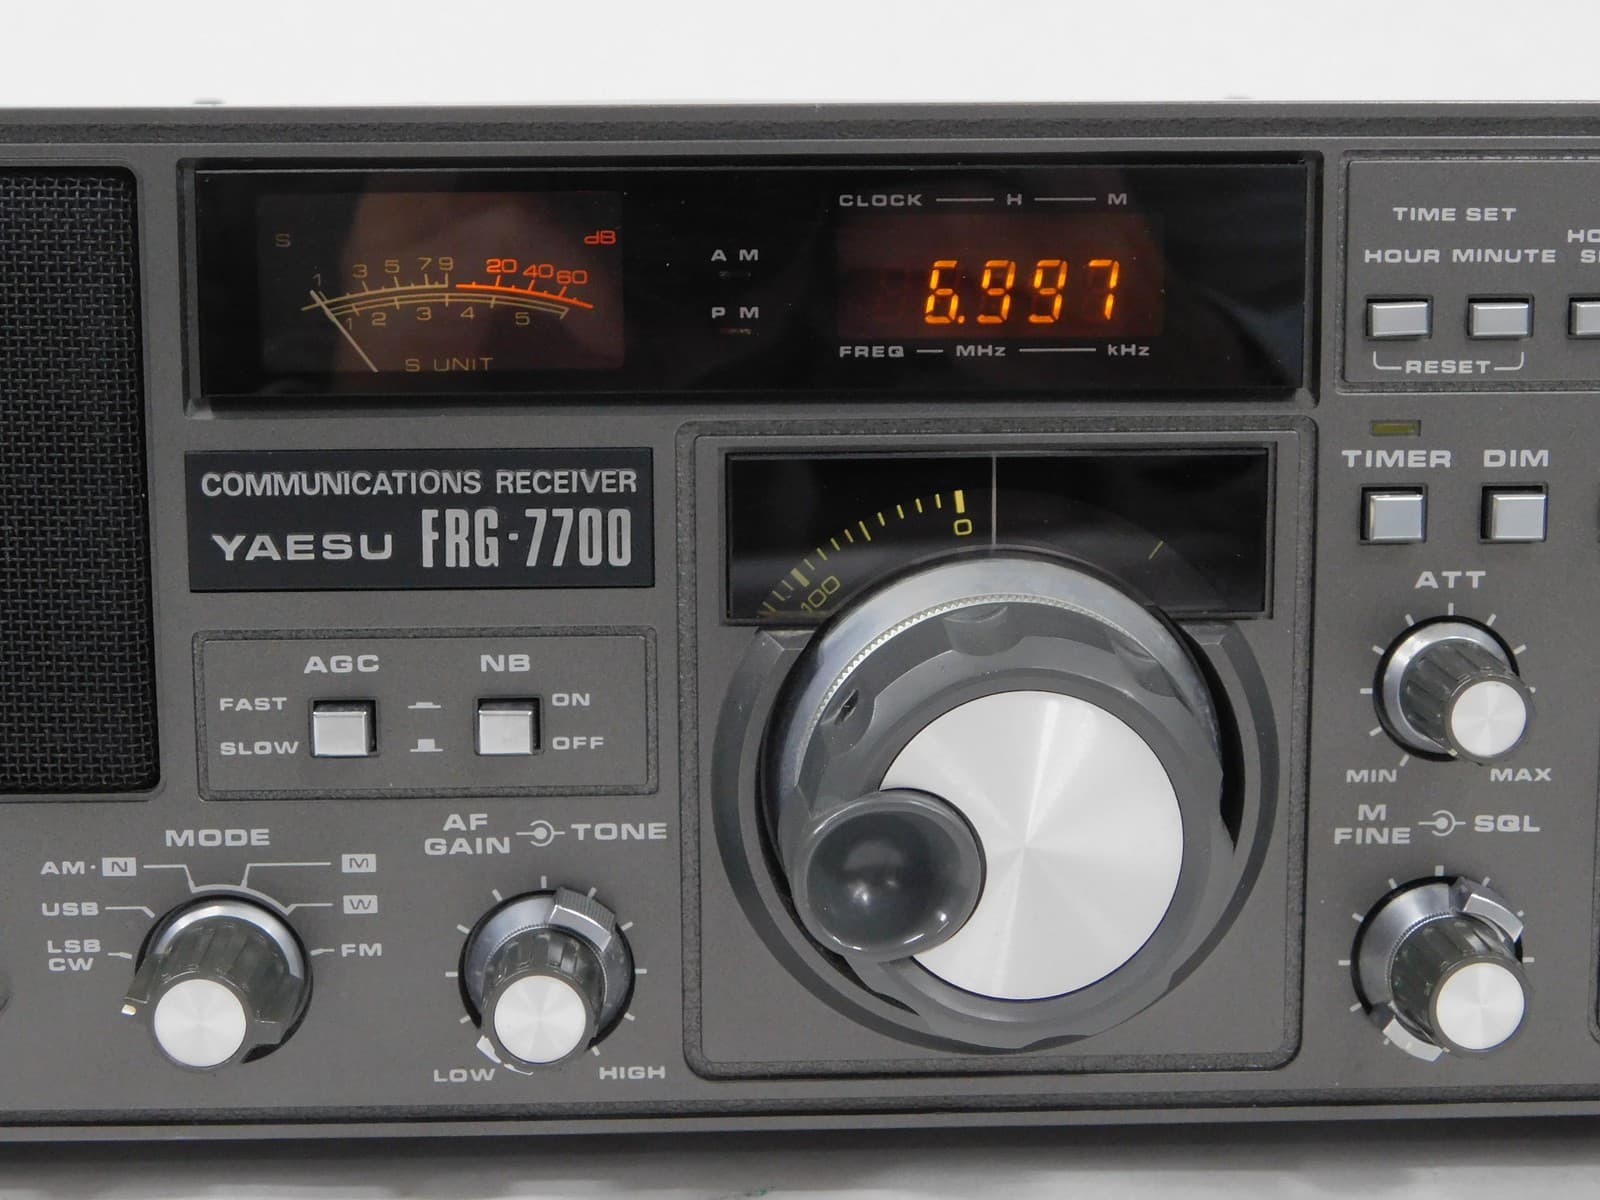 CLOCK H M
S dB
1 3 5 7 9 20 40 60
1 2 3 4 5
S UNIT
AM
PM
6.997
FREQ MHz kHz
TIME SET
HOUR MINUTE
RESET
COMMUNICATIONS RECEIVER
YAESU FRG-7700
0
100
TIMER DIM
ATT
MIN MAX
AGC NB
FAST ON
SLOW OFF
MODE
AM·N M
USB W
LSB FM
CW
AF
GAIN TONE
LOW HIGH
M
FINE SQL